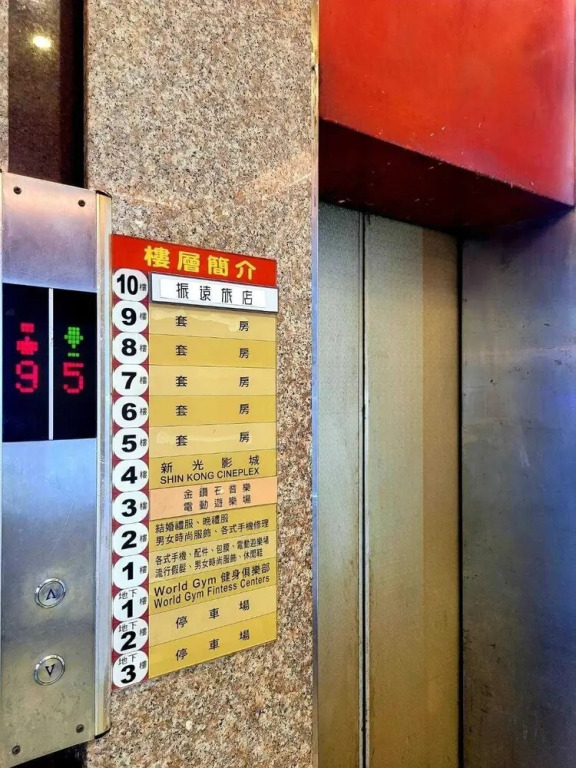 樓層簡介
10樓 振遠旅店
9樓 套房
8樓 套房
7樓 套房
6樓 套房
5樓 套房
4樓 新光影城
SHIN KONG CINEPLEX
3樓 金鑽石音樂
電動遊樂場
2樓 結婚禮服、晚禮服
男女時尚服飾、各式手機修理
1樓 各式手機、配件、包膜、電動遊樂場
流行假髮、男女時尚服飾、休閒鞋
地下1樓 World Gym 健身俱樂部
World Gym Fintess Centers
地下2樓 停車場
地下3樓 停車場
9 5